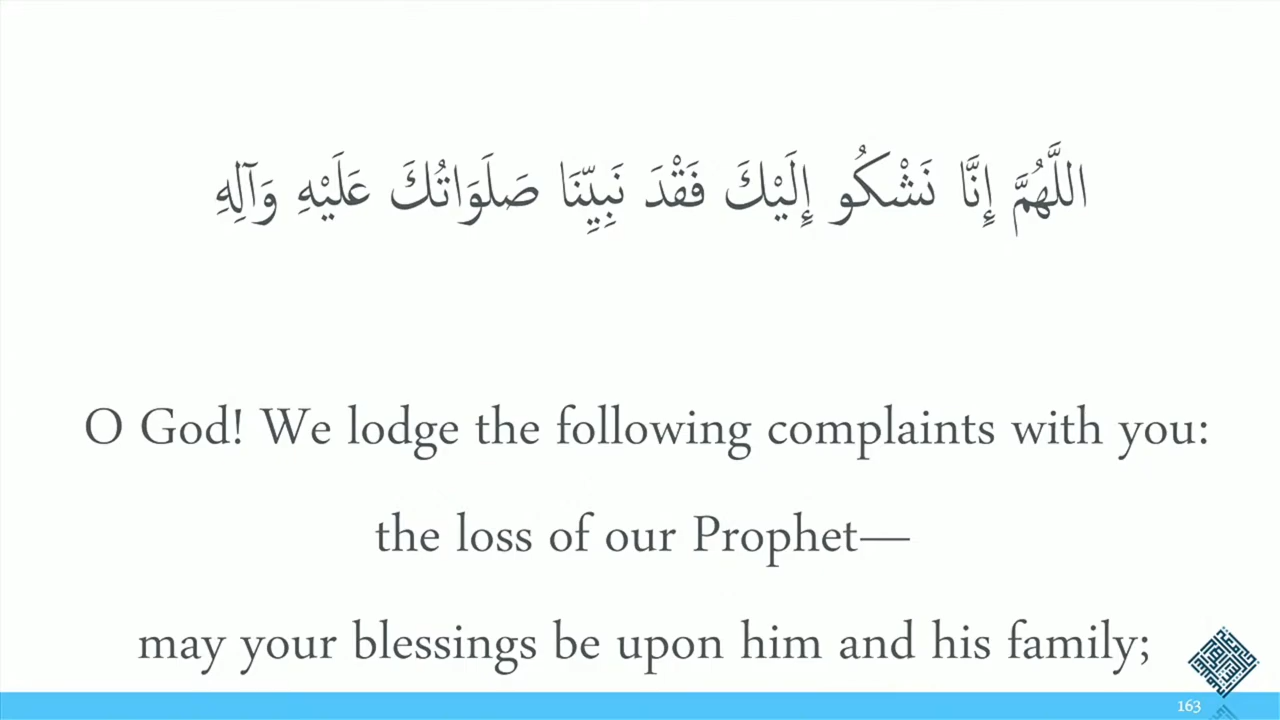 اللَّهُمَّ إِنَّا نَشْكُو إِلَيْكَ فَقْدَ نَبِيِّنَا صَلَوَاتُكَ عَلَيْهِ وَآلِهِ
O God! We lodge the following complaints with you:
the loss of our Prophet—
may your blessings be upon him and his family;
163